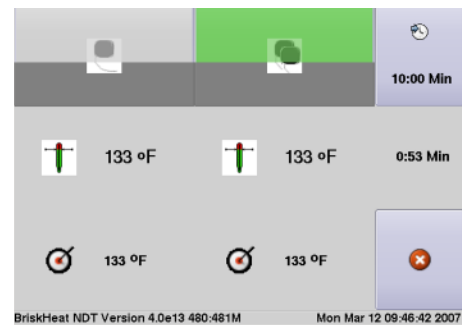 10:00 Min
133 ºF 133 ºF 0:53 Min
133 ºF 133 ºF
BriskHeat NDT Version 4.0e13 480:481M Mon Mar 12 09:46:42 2007